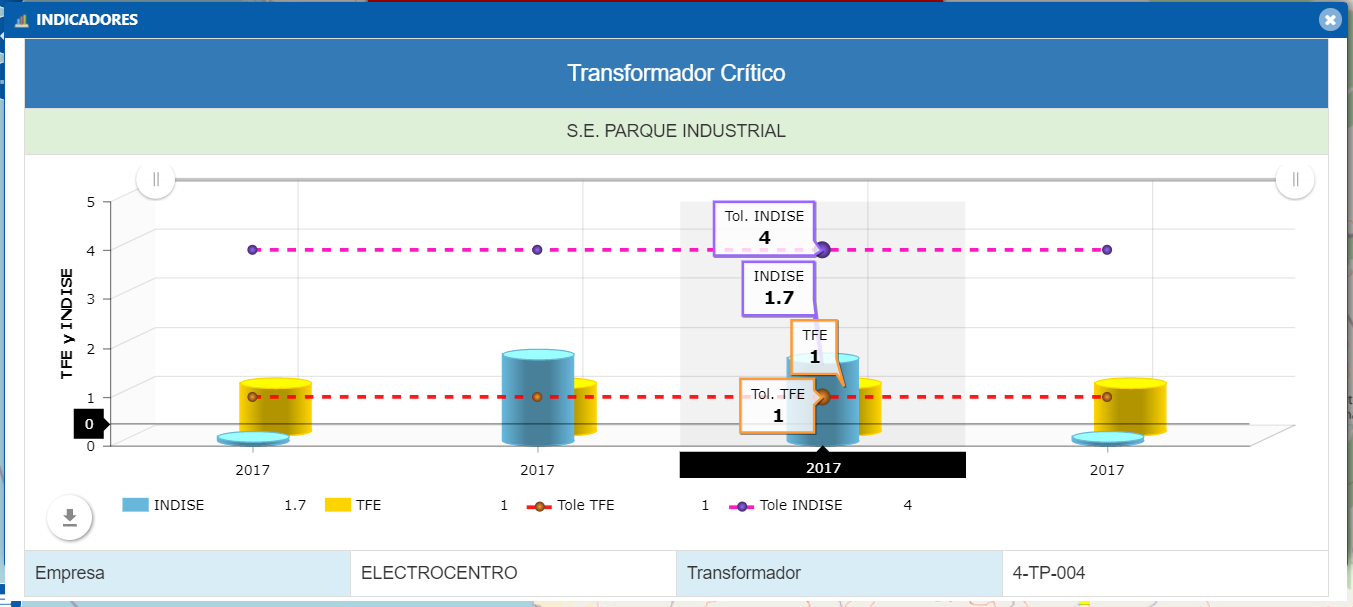 INDICADORES
Transformador Crítico
S.E. PARQUE INDUSTRIAL
TFE y INDISE
5
4
3
2
1
0
0
Tol. INDISE
4
INDISE
1.7
TFE
1
Tol. TFE
1
2017 2017 2017 2017
INDISE 1.7 TFE 1 Tole TFE 1 Tole INDISE 4
Empresa ELECTROCENTRO Transformador 4-TP-004